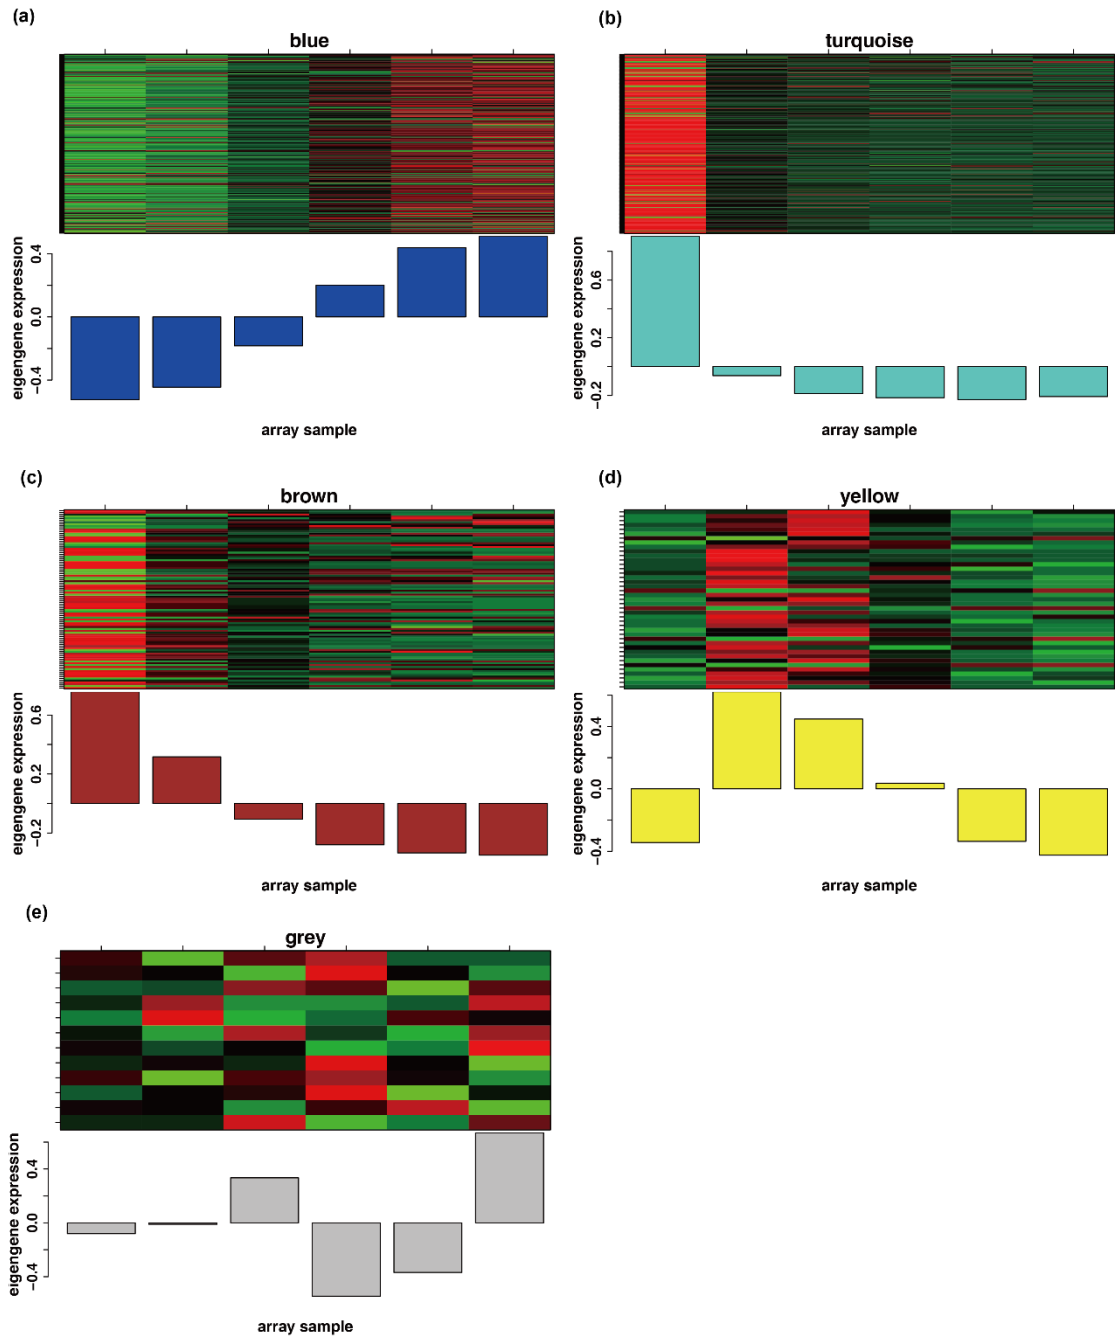 (a)
blue
eigengene expression
0.4
0.0
−0.4
array sample
(b)
turquoise
eigengene expression
0.8
0.2
−0.2
array sample
(c)
brown
eigengene expression
0.6
0.2
−0.2
array sample
(d)
yellow
eigengene expression
0.4
0.0
−0.4
array sample
(e)
grey
eigengene expression
0.4
0.0
−0.4
array sample